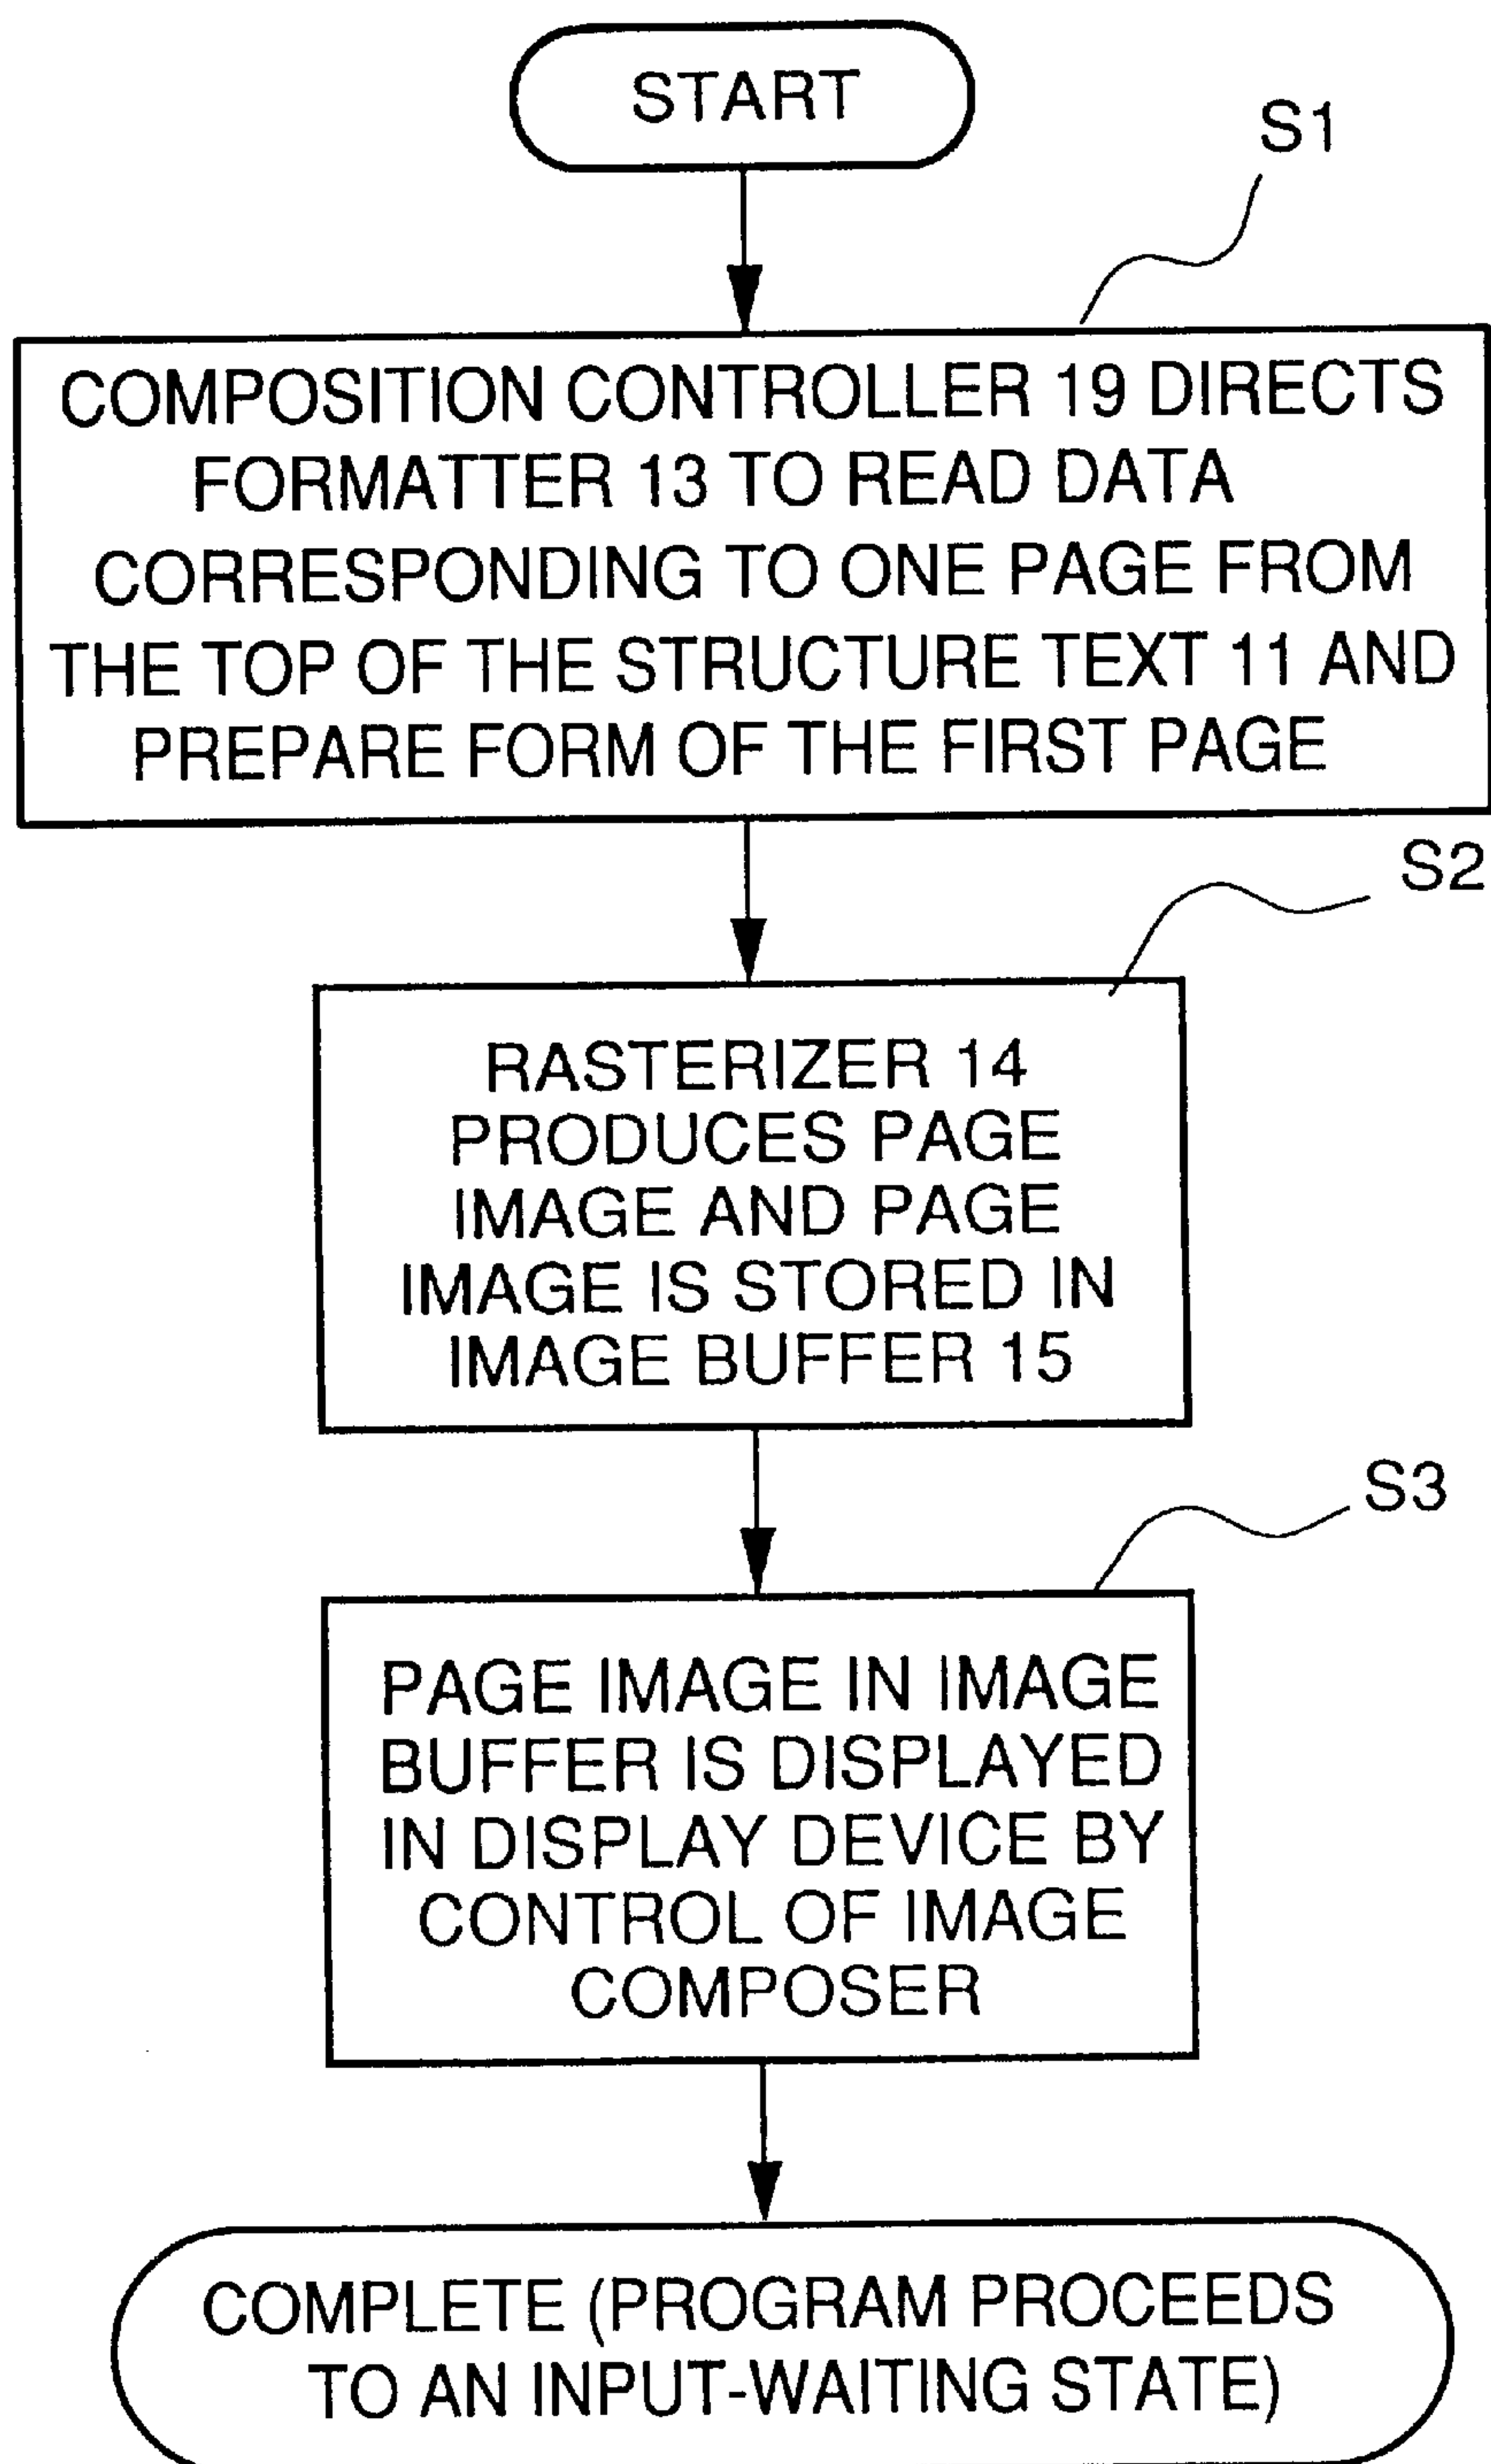 START
S1
COMPOSITION CONTROLLER 19 DIRECTS
FORMATTER 13 TO READ DATA
CORRESPONDING TO ONE PAGE FROM
THE TOP OF THE STRUCTURE TEXT 11 AND
PREPARE FORM OF THE FIRST PAGE
S2
RASTERIZER 14
PRODUCES PAGE
IMAGE AND PAGE
IMAGE IS STORED IN
IMAGE BUFFER 15
S3
PAGE IMAGE IN IMAGE
BUFFER IS DISPLAYED
IN DISPLAY DEVICE BY
CONTROL OF IMAGE
COMPOSER
COMPLETE (PROGRAM PROCEEDS
TO AN INPUT-WAITING STATE)